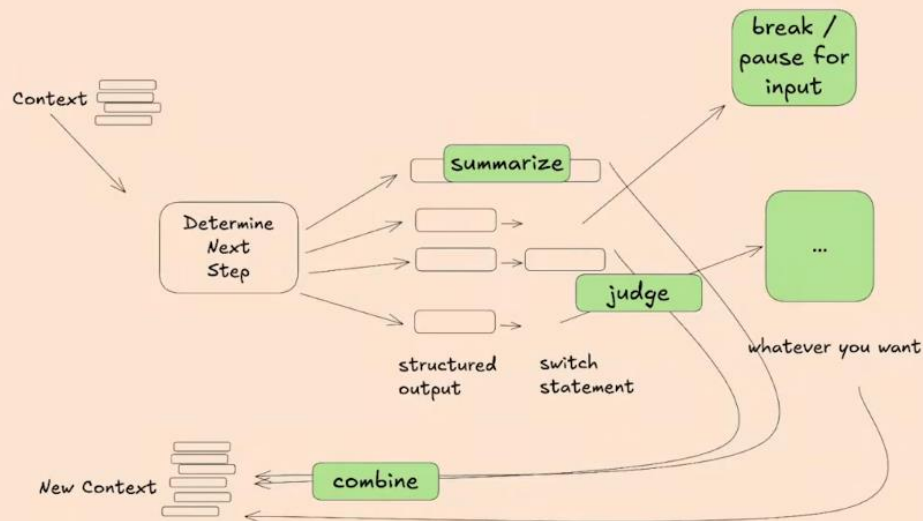 break /
pause for
input
Context
summarize
Determine
Next
Step
...
judge
structured
output
switch
statement
whatever you want
New Context
combine